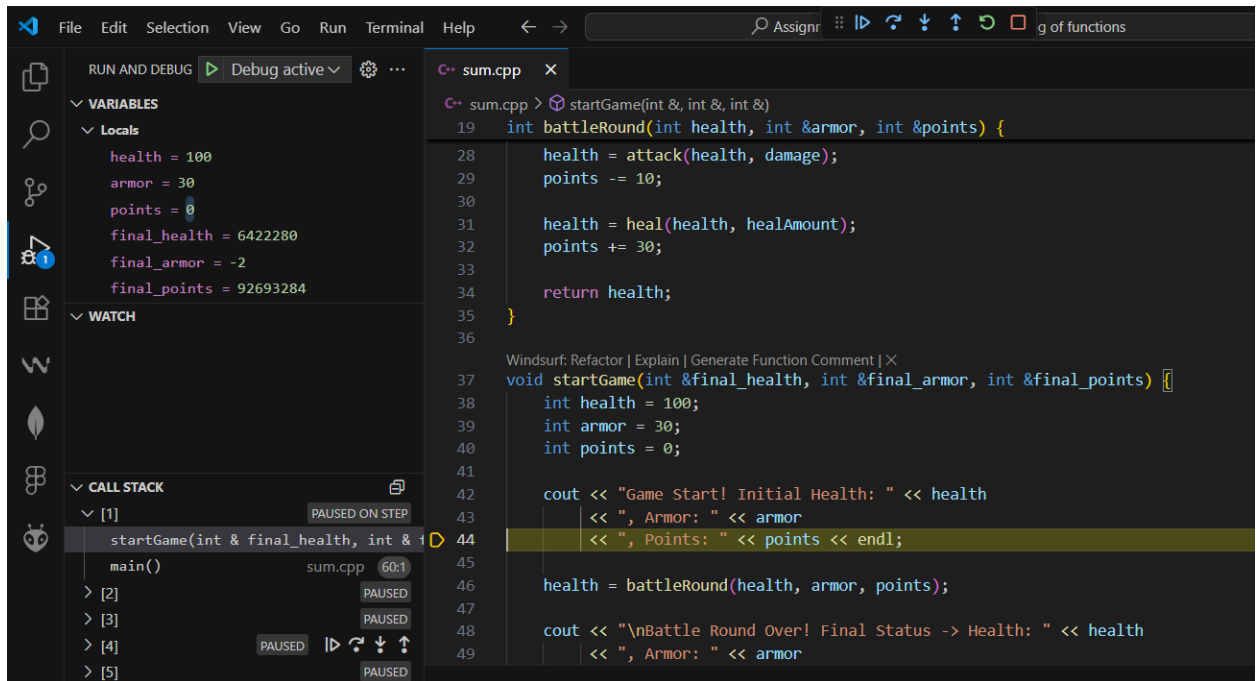 File Edit Selection View Go Run Terminal Help
Assignr
g of functions
RUN AND DEBUG Debug active
VARIABLES
Locals
health = 100
armor = 30
points = 0
final_health = 6422280
final_armor = -2
final_points = 92693284
WATCH
1
CALL STACK
[1] PAUSED ON STEP
startGame(int & final_health, int & f
main() sum.cpp 60:1
[2] PAUSED
[3] PAUSED
[4] PAUSED
[5] PAUSED
C++ sum.cpp
C++ sum.cpp > startGame(int &, int &, int &)
19 int battleRound(int health, int &armor, int &points) {
28 health = attack(health, damage);
29 points -= 10;
30
31 health = heal(health, healAmount);
32 points += 30;
33
34 return health;
35 }
36
Windsurf: Refactor | Explain | Generate Function Comment | ×
37 void startGame(int &final_health, int &final_armor, int &final_points) {
38 int health = 100;
39 int armor = 30;
40 int points = 0;
41
42 cout << "Game Start! Initial Health: " << health
43 << ", Armor: " << armor
44 << ", Points: " << points << endl;
45
46 health = battleRound(health, armor, points);
47
48 cout << "\nBattle Round Over! Final Status -> Health: " << health
49 << ", Armor: " << armor